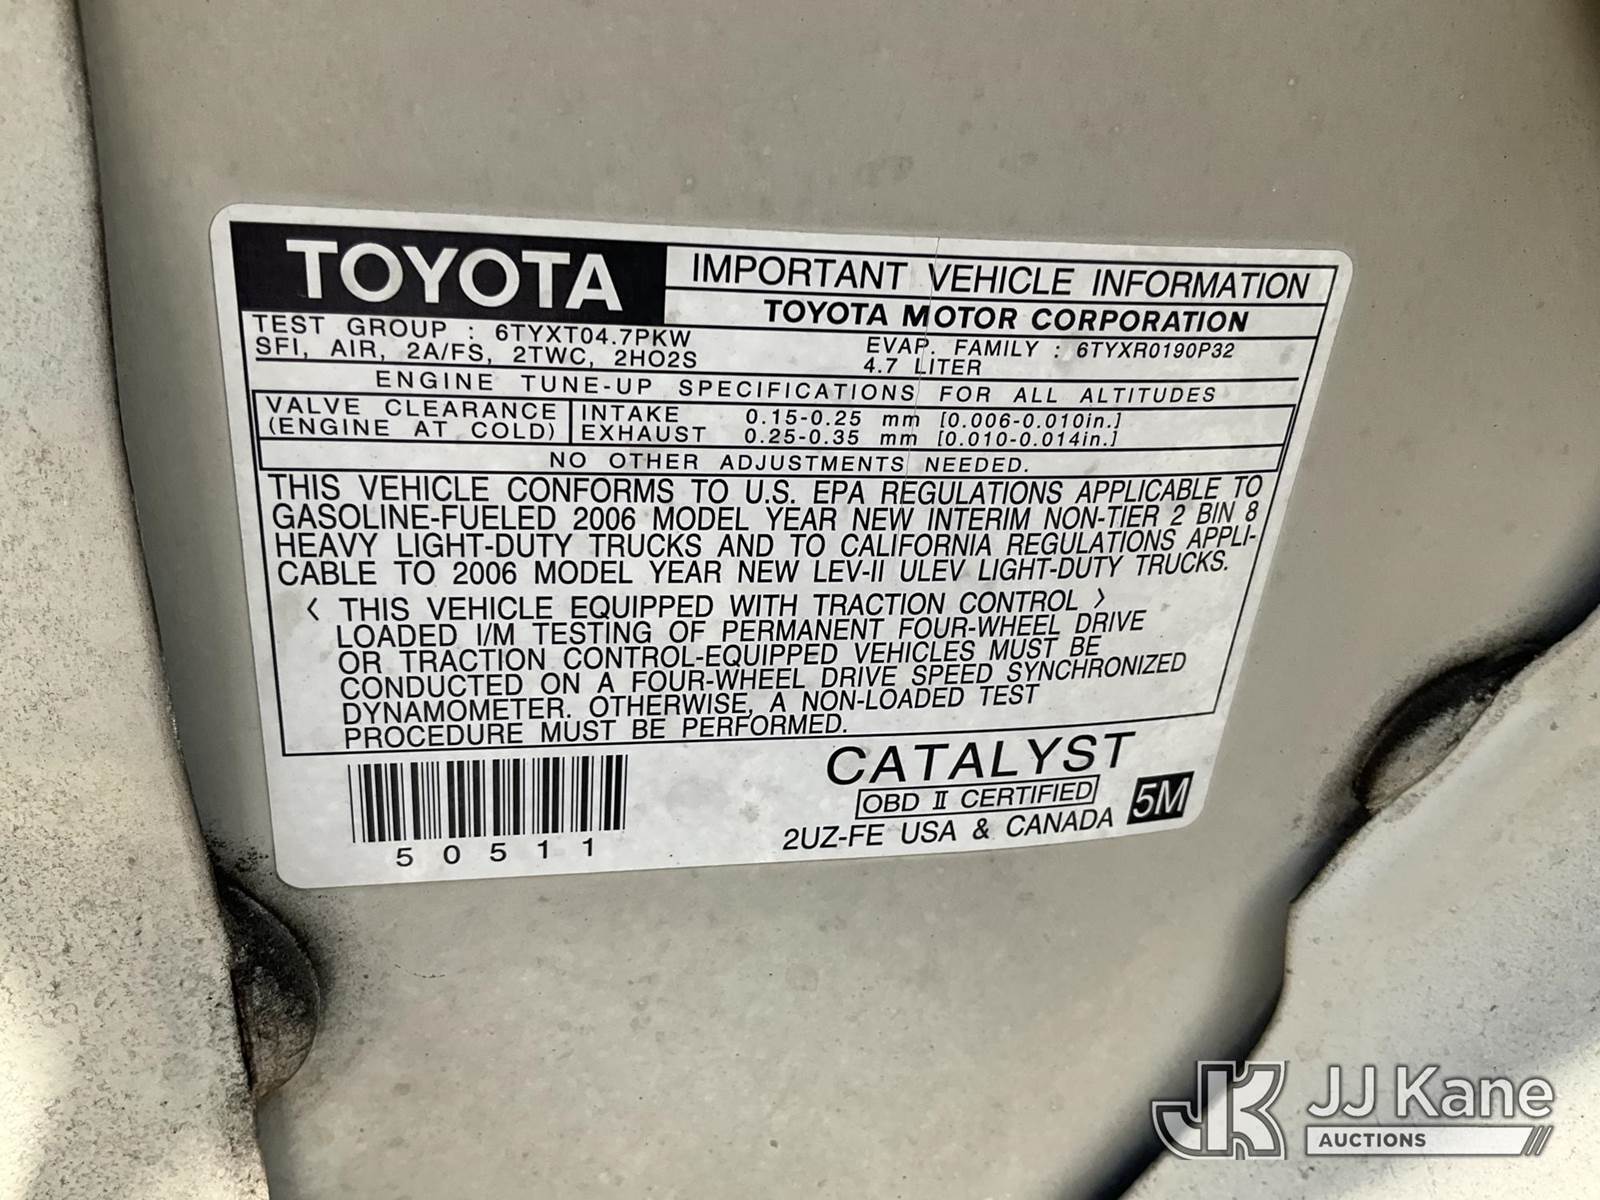 TOYOTA
IMPORTANT VEHICLE INFORMATION
TOYOTA MOTOR CORPORATION
TEST GROUP : 6TYXT04.7PKW
EVAP. FAMILY : 6TYXR0190P32
SFI, AIR, 2A/FS, 2TWC, 2HO2S
4.7 LITER
ENGINE TUNE-UP SPECIFICATIONS FOR ALL ALTITUDES
VALVE CLEARANCE INTAKE 0.15-0.25 mm [0.006-0.010in.]
(ENGINE AT COLD) EXHAUST 0.25-0.35 mm [0.010-0.014in.]
NO OTHER ADJUSTMENTS NEEDED.
THIS VEHICLE CONFORMS TO U.S. EPA REGULATIONS APPLICABLE TO
GASOLINE-FUELED 2006 MODEL YEAR NEW INTERIM NON-TIER 2 BIN 8
HEAVY LIGHT-DUTY TRUCKS AND TO CALIFORNIA REGULATIONS APPLI-
CABLE TO 2006 MODEL YEAR NEW LEV-II ULEV LIGHT-DUTY TRUCKS.
< THIS VEHICLE EQUIPPED WITH TRACTION CONTROL >
LOADED I/M TESTING OF PERMANENT FOUR-WHEEL DRIVE
OR TRACTION CONTROL-EQUIPPED VEHICLES MUST BE
CONDUCTED ON A FOUR-WHEEL DRIVE SPEED SYNCHRONIZED
DYNAMOMETER. OTHERWISE, A NON-LOADED TEST
PROCEDURE MUST BE PERFORMED.
CATALYST
OBD II CERTIFIED
5M
2UZ-FE USA & CANADA
50511
JK JJ Kane
AUCTIONS